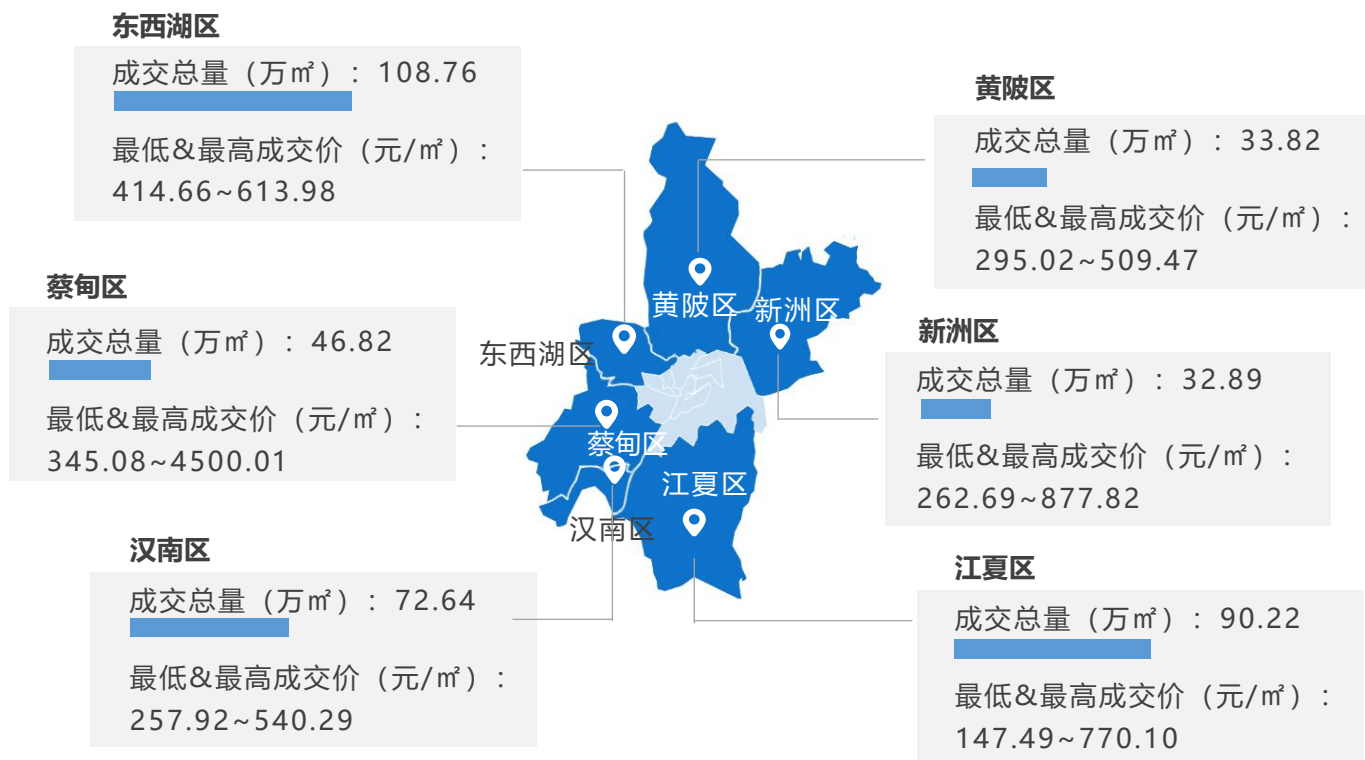 东西湖区
成交总量（万㎡）：108.76
最低&最高成交价（元/㎡）：
414.66~613.98
黄陂区
成交总量（万㎡）：33.82
最低&最高成交价（元/㎡）：
295.02~509.47
蔡甸区
成交总量（万㎡）：46.82
最低&最高成交价（元/㎡）：
345.08~4500.01
新洲区
成交总量（万㎡）：32.89
最低&最高成交价（元/㎡）：
262.69~877.82
汉南区
成交总量（万㎡）：72.64
最低&最高成交价（元/㎡）：
257.92~540.29
江夏区
成交总量（万㎡）：90.22
最低&最高成交价（元/㎡）：
147.49~770.10
黄陂区
新洲区
东西湖区
蔡甸区
江夏区
汉南区